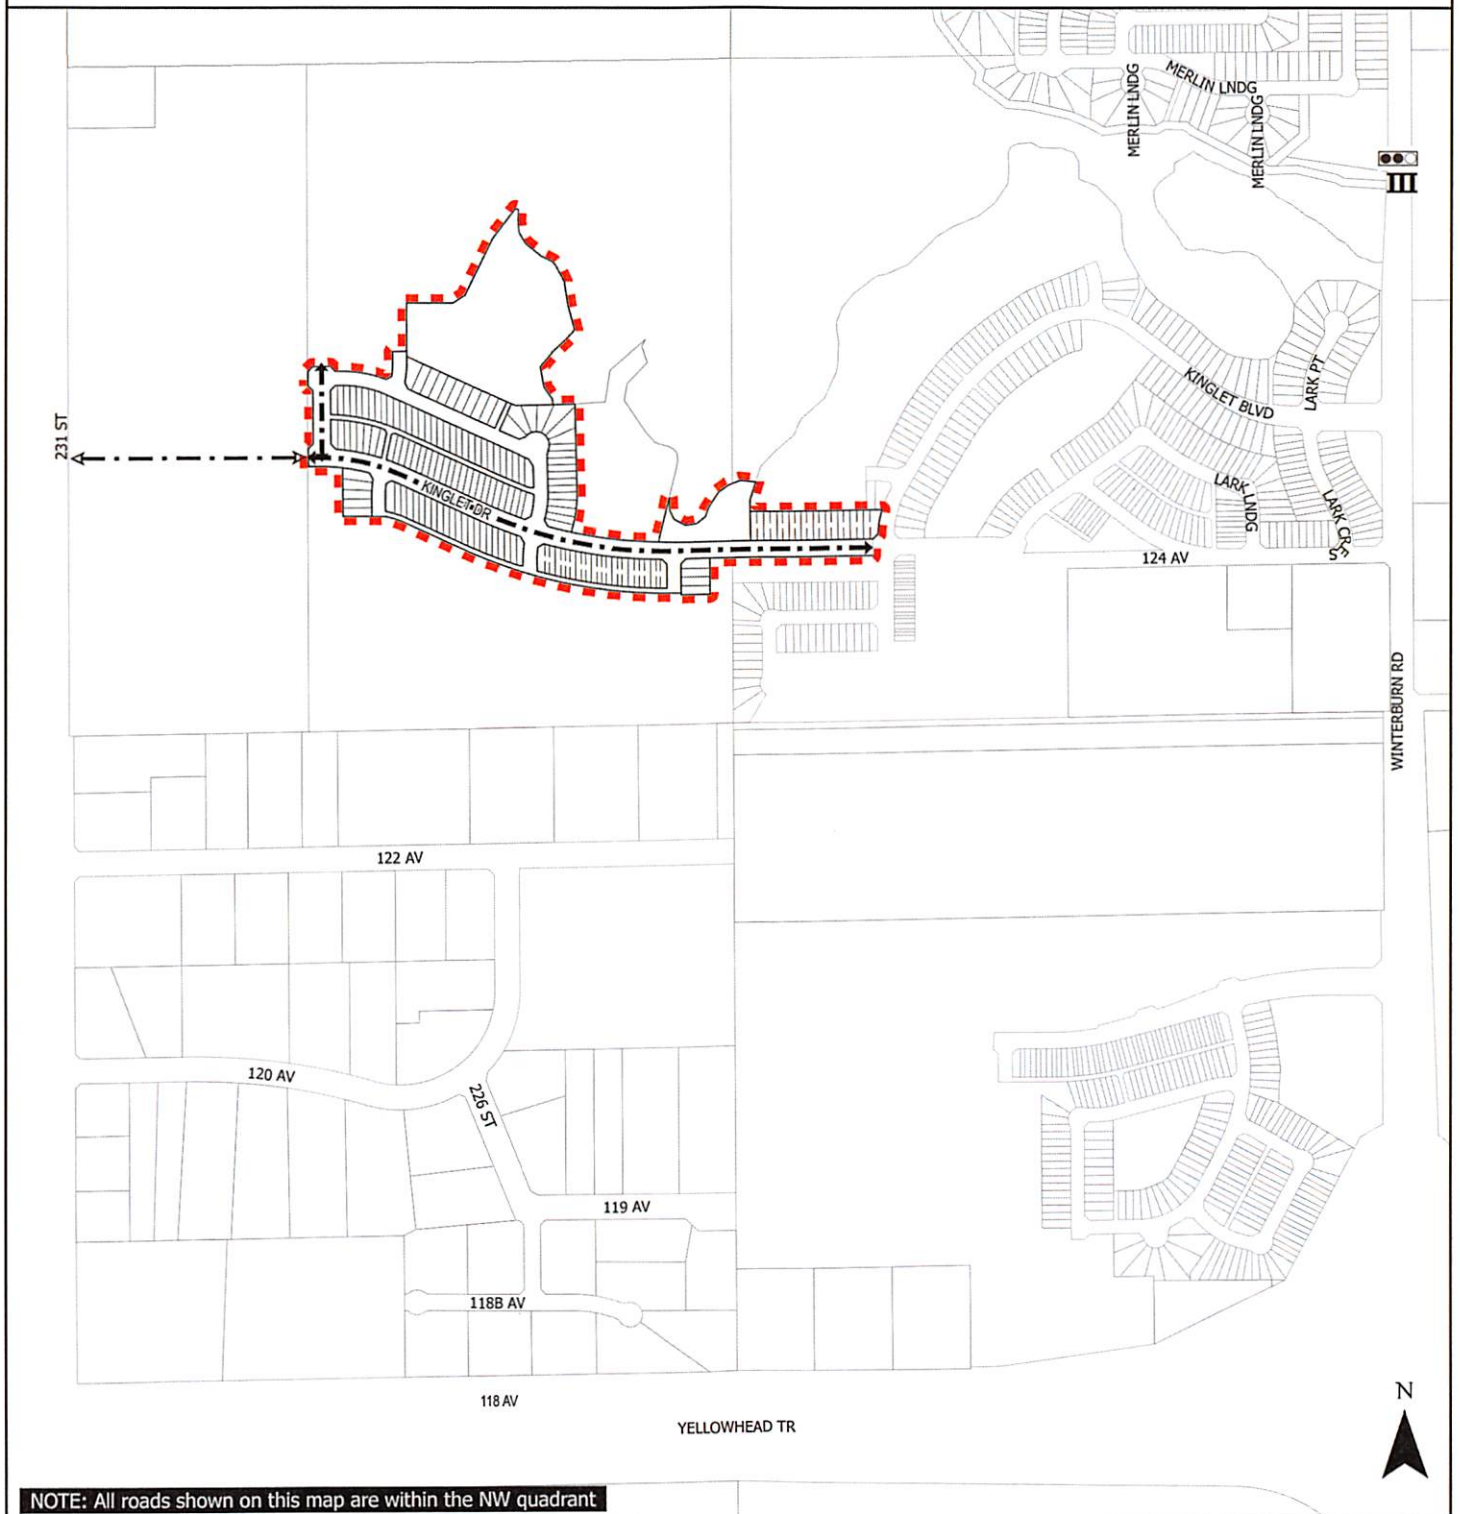 MERLIN LNDG
MERLIN LNDG
MERLIN LNDG
LARK PT
KINGLET BLVD
231 ST
KINGLET DR
LARK LNDG
LARK CRES
124 AV
WINTERBURN RD
122 AV
120 AV
226 ST
119 AV
118B AV
118 AV
YELLOWHEAD TR
N
NOTE: All roads shown on this map are within the NW quadrant